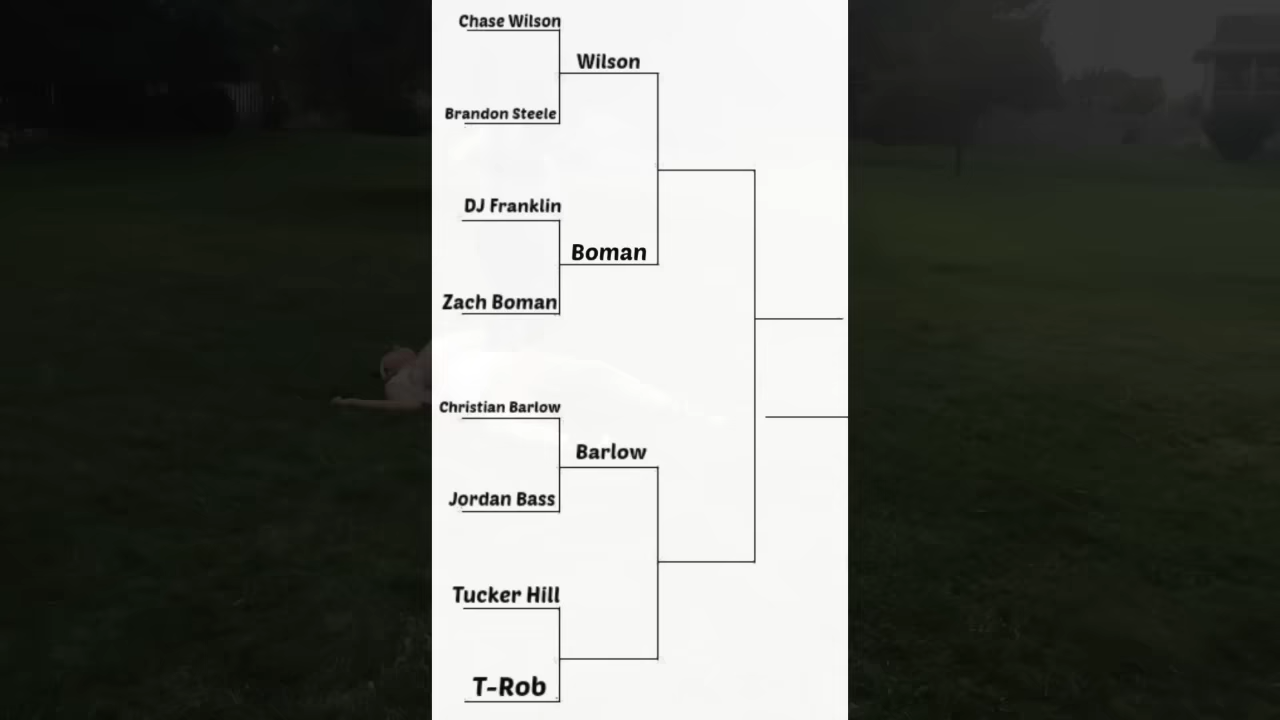 Chase Wilson
Wilson
Brandon Steele
DJ Franklin
Boman
Zach Boman
Christian Barlow
Barlow
Jordan Bass
Tucker Hill
T-Rob